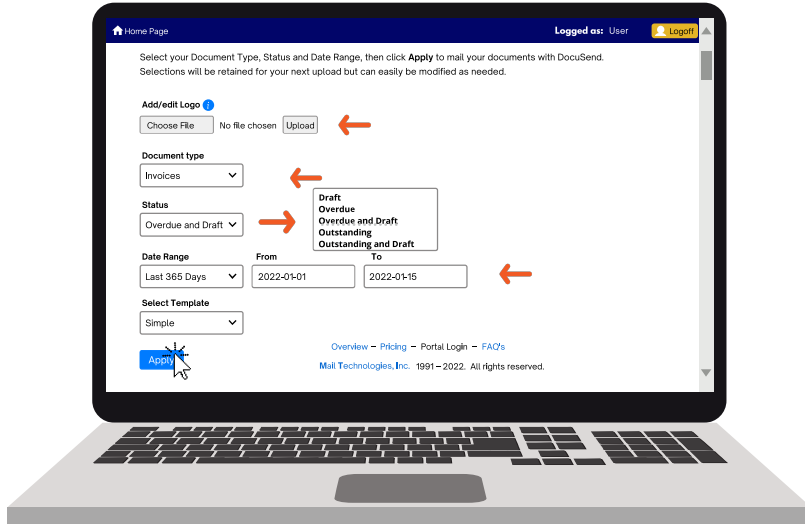 Home Page
Logged as: User
Logoff
Select your Document Type, Status and Date Range, then click Apply to mail your documents with DocuSend.
Selections will be retained for your next upload but can easily be modified as needed.
Add/edit Logo i
Choose File No file chosen Upload
Document type
Invoices
Status
Overdue and Draft
Draft
Overdue
Overdue and Draft
Outstanding
Outstanding and Draft
Date Range From To
Last 365 Days 2022-01-01 2022-01-15
Select Template
Simple
Apply
Overview – Pricing – Portal Login – FAQ's
Mail Technologies, Inc. 1991 – 2022. All rights reserved.